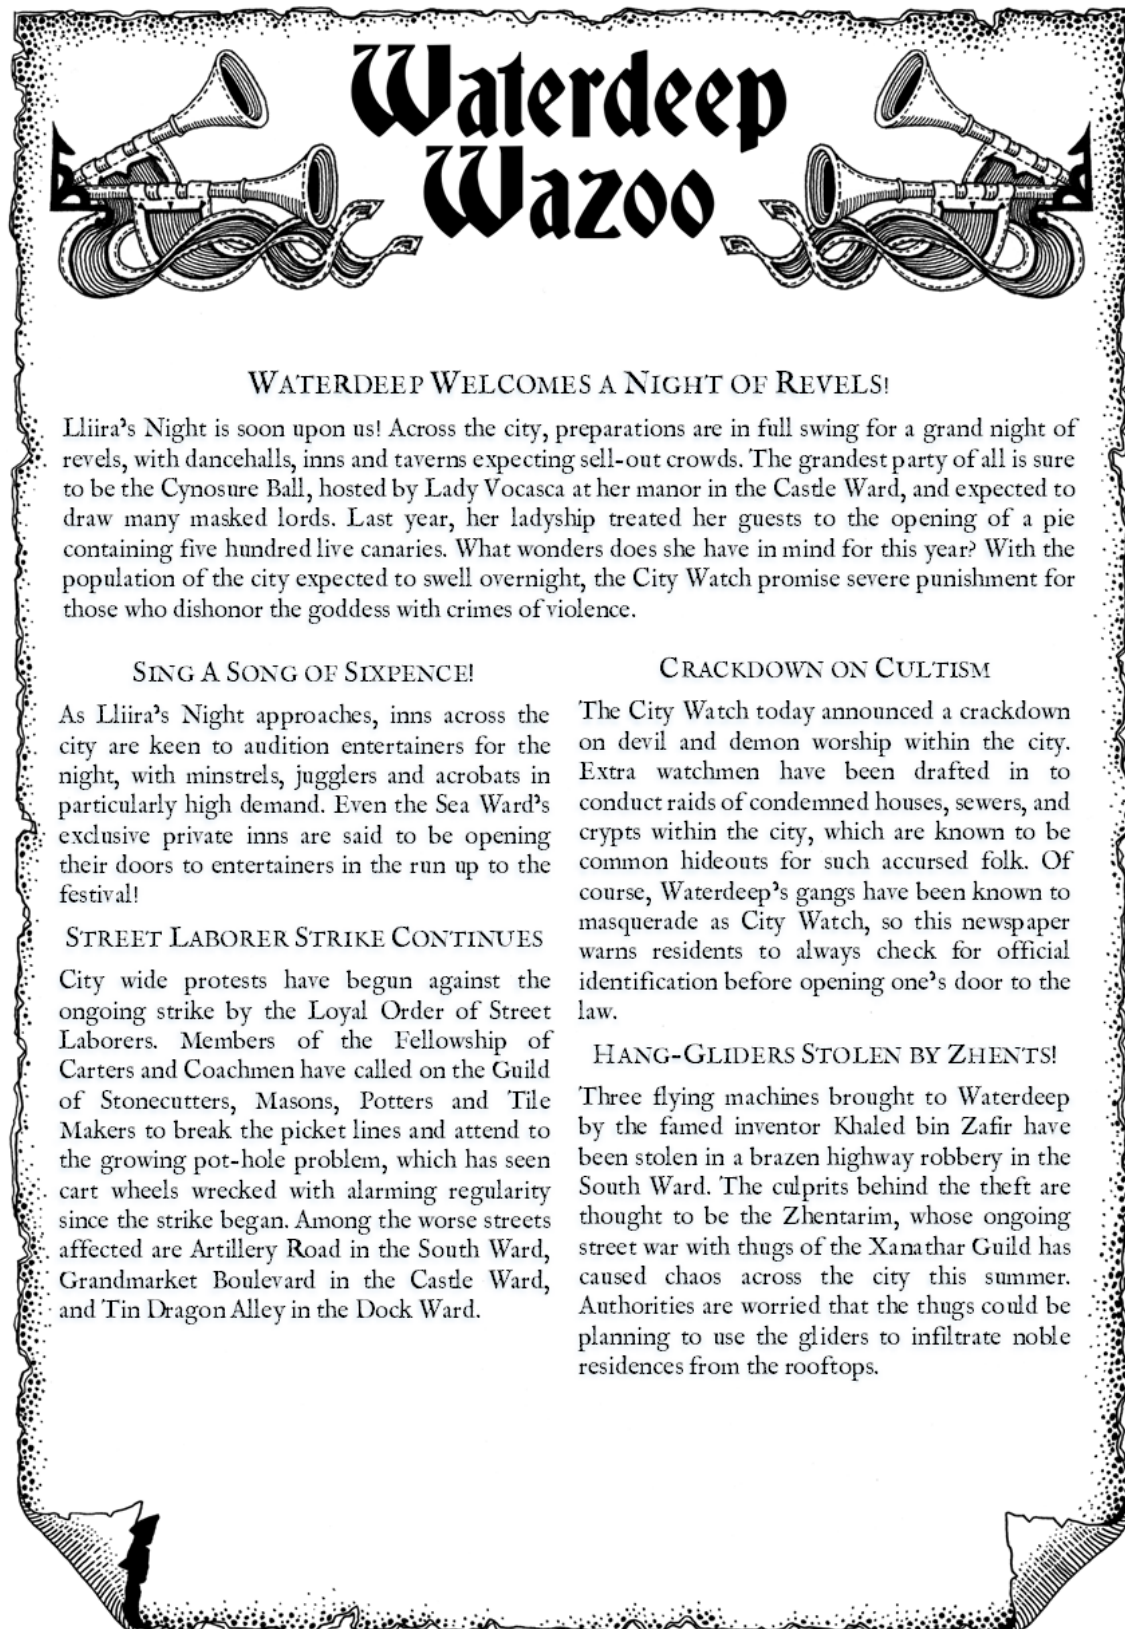 Waterdeep
Wazoo
WATERDEEP WELCOMES A NIGHT OF REVELS!
Lliira's Night is soon upon us! Across the city, preparations are in full swing for a grand night of
revels, with dancehalls, inns and taverns expecting sell-out crowds. The grandest party of all is sure
to be the Cynosure Ball, hosted by Lady Vocasca at her manor in the Castle Ward, and expected to
draw many masked lords. Last year, her ladyship treated her guests to the opening of a pie
containing five hundred live canaries. What wonders does she have in mind for this year? With the
population of the city expected to swell overnight, the City Watch promise severe punishment for
those who dishonor the goddess with crimes of violence.
SING A SONG OF SIXPENCE!
As Lliira's Night approaches, inns across the
city are keen to audition entertainers for the
night, with minstrels, jugglers and acrobats in
particularly high demand. Even the Sea Ward's
exclusive private inns are said to be opening
their doors to entertainers in the run up to the
festival!
STREET LABORER STRIKE CONTINUES
City wide protests have begun against the
ongoing strike by the Loyal Order of Street
Laborers. Members of the Fellowship of
Carters and Coachmen have called on the Guild
of Stonecutters, Masons, Potters and Tile
Makers to break the picket lines and attend to
the growing pot-hole problem, which has seen
cart wheels wrecked with alarming regularity
since the strike began. Among the worse streets
affected are Artillery Road in the South Ward,
Grandmarket Boulevard in the Castle Ward,
and Tin Dragon Alley in the Dock Ward.
CRACKDOWN ON CULTISM
The City Watch today announced a crackdown
on devil and demon worship within the city.
Extra watchmen have been drafted in to
conduct raids of condemned houses, sewers, and
crypts within the city, which are known to be
common hideouts for such accursed folk. Of
course, Waterdeep's gangs have been known to
masquerade as City Watch, so this newspaper
warns residents to always check for official
identification before opening one's door to the
law.
HANG-GLIDERS STOLEN BY ZHENTS!
Three flying machines brought to Waterdeep
by the famed inventor Khaled bin Zafir have
been stolen in a brazen highway robbery in the
South Ward. The culprits behind the theft are
thought to be the Zhentarim, whose ongoing
street war with thugs of the Xanathar Guild has
caused chaos across the city this summer.
Authorities are worried that the thugs could be
planning to use the gliders to infiltrate noble
residences from the rooftops.